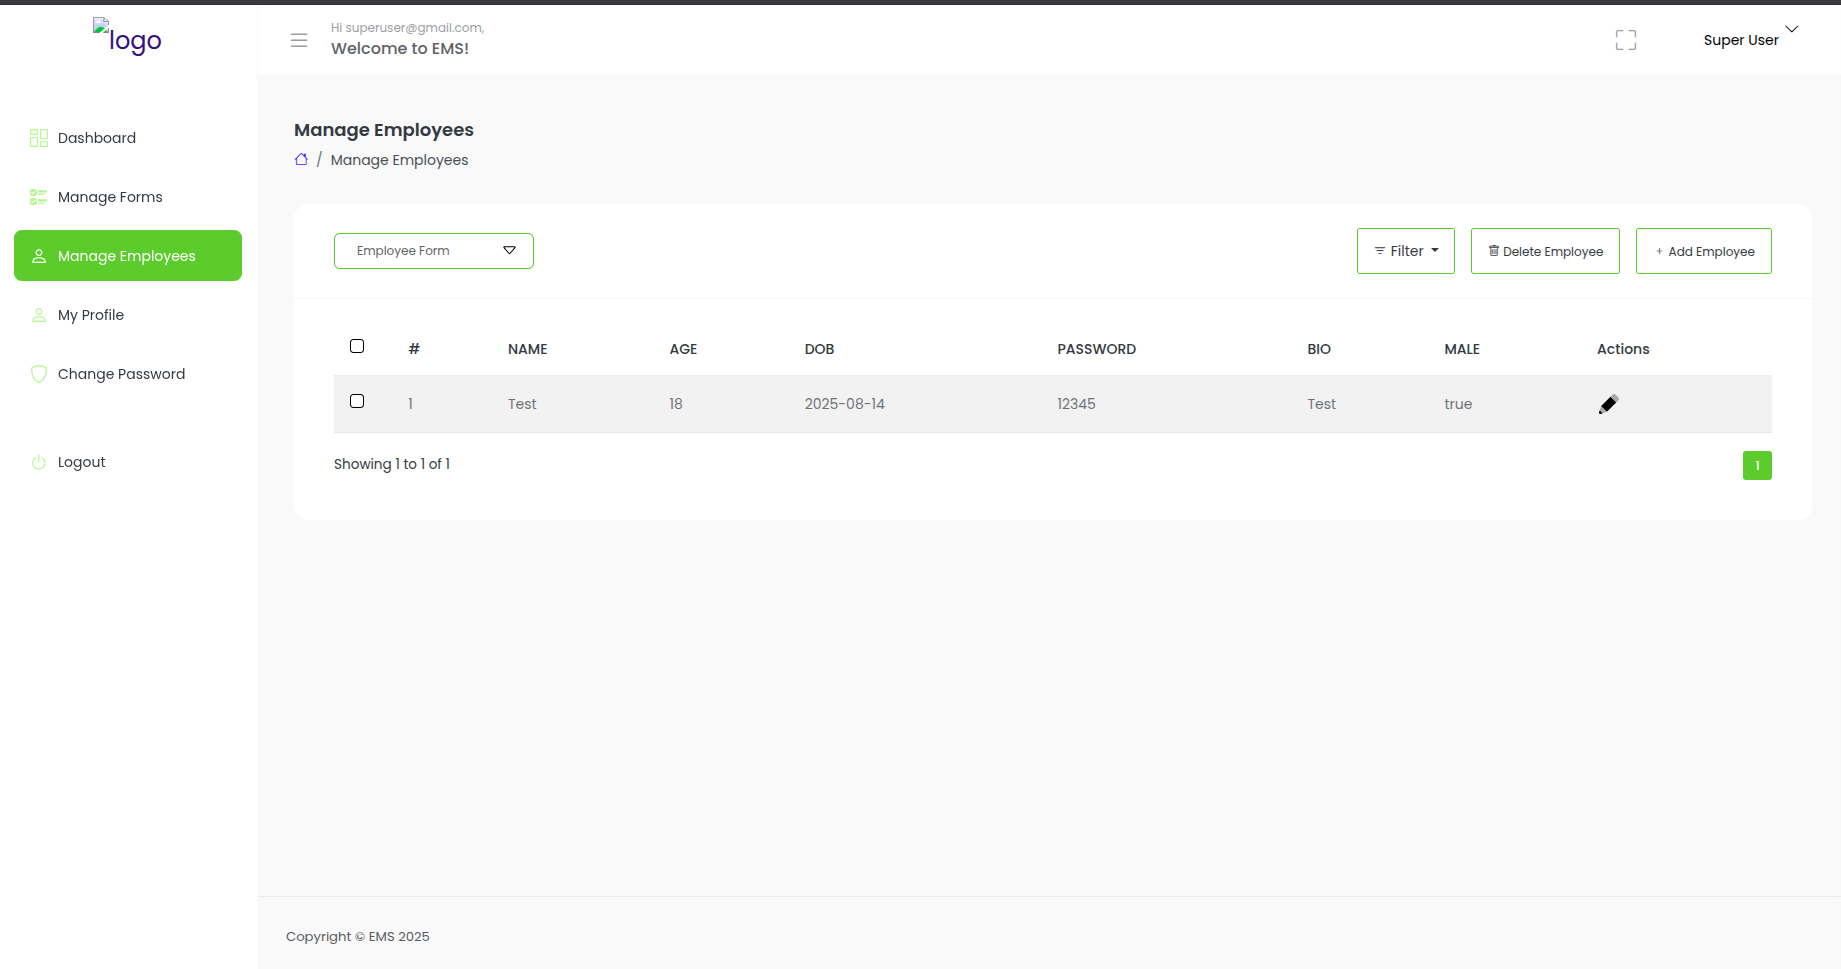 logo
Hi superuser@gmail.com,
Welcome to EMS!
Super User
Dashboard
Manage Forms
Manage Employees
My Profile
Change Password
Logout
Manage Employees
/ Manage Employees
Employee Form
Filter
Delete Employee
+ Add Employee
# NAME AGE DOB PASSWORD BIO MALE Actions
1 Test 18 2025-08-14 12345 Test true
Showing 1 to 1 of 1
1
Copyright © EMS 2025